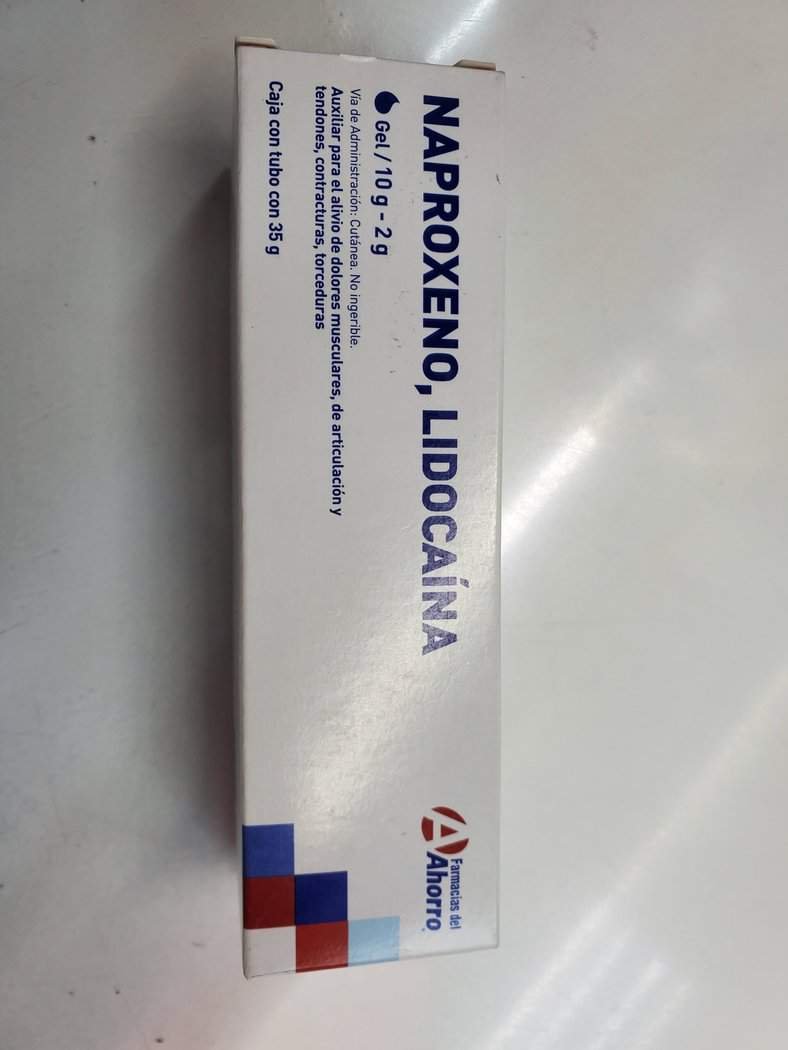 NAPROXENO, LIDOCAÍNA
Gel / 10 g - 2 g
Vía de Administración: Cutánea. No ingerible.
Auxiliar para el alivio de dolores musculares, de articulación y
tendones, contracturas, torceduras
Caja con tubo con 35 g
Farmacias del
Ahorro